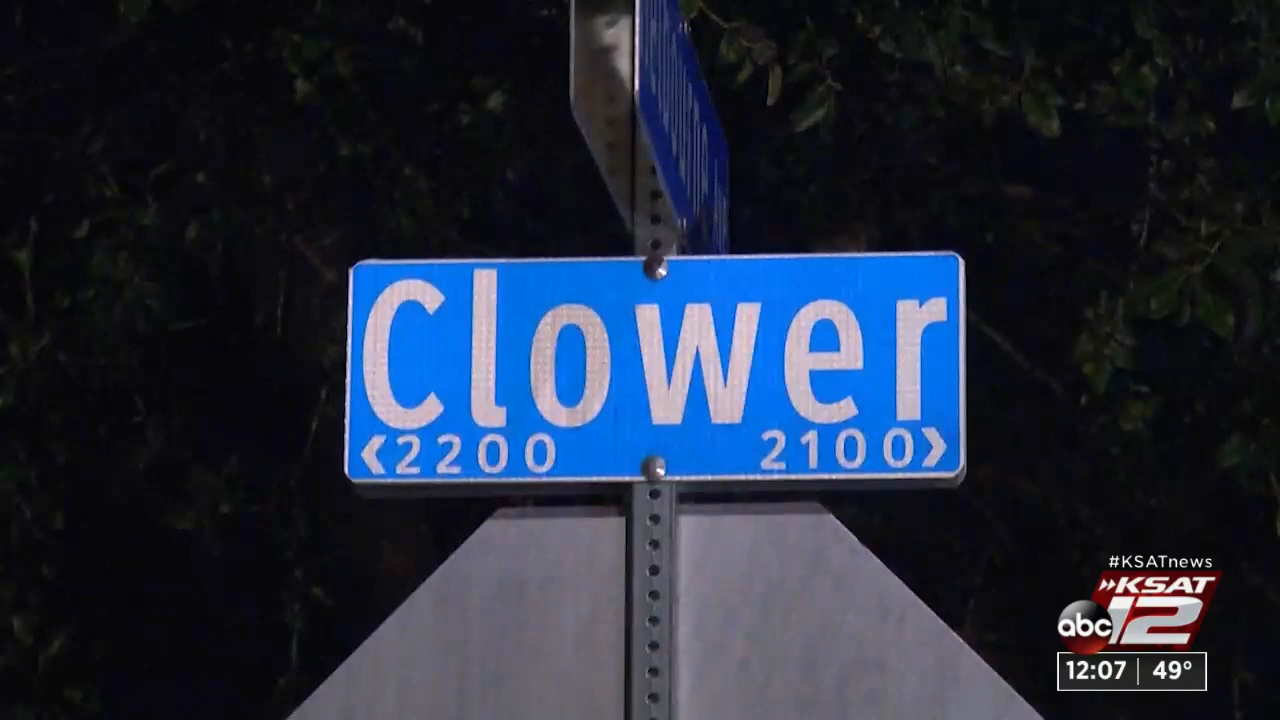 Clower
‹2200 2100›
#KSATnews
KSAT
abc 12
12:07 49°